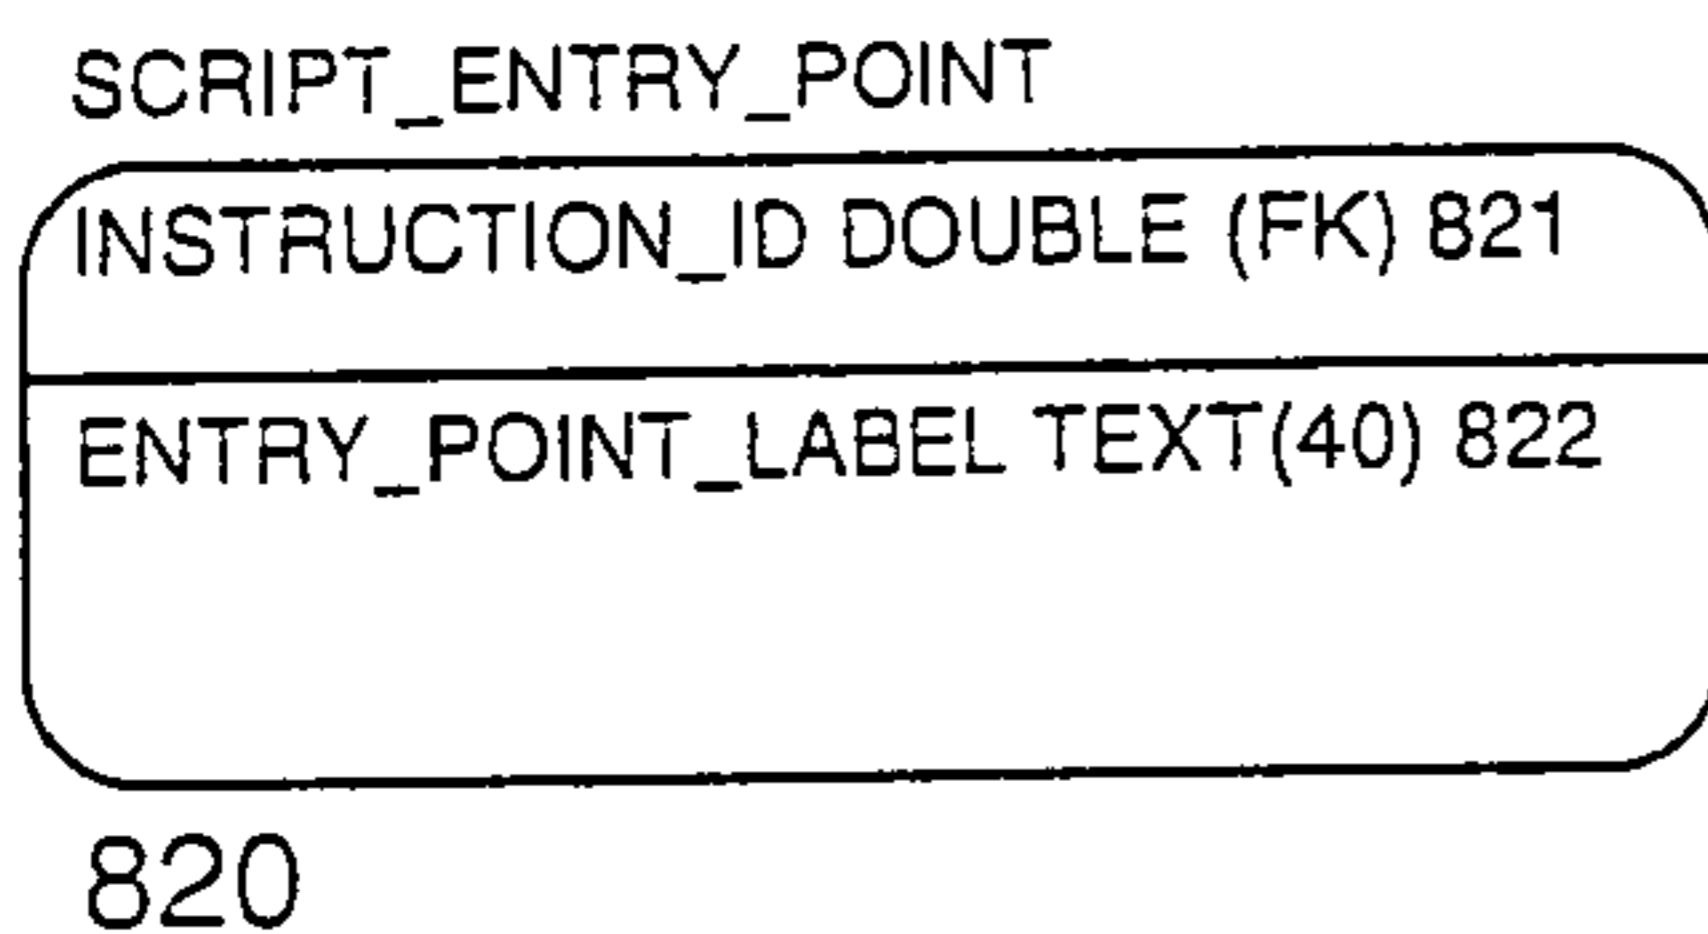 SCRIPT_ENTRY_POINT
INSTRUCTION_ID DOUBLE (FK) 821
ENTRY_POINT_LABEL TEXT(40) 822
820